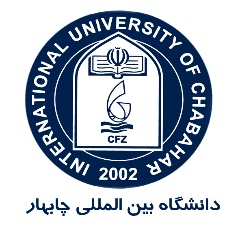 INTERNATIONAL UNIVERSITY OF CHABAHAR
CFZ
2002
دانشگاه بین المللی چابهار